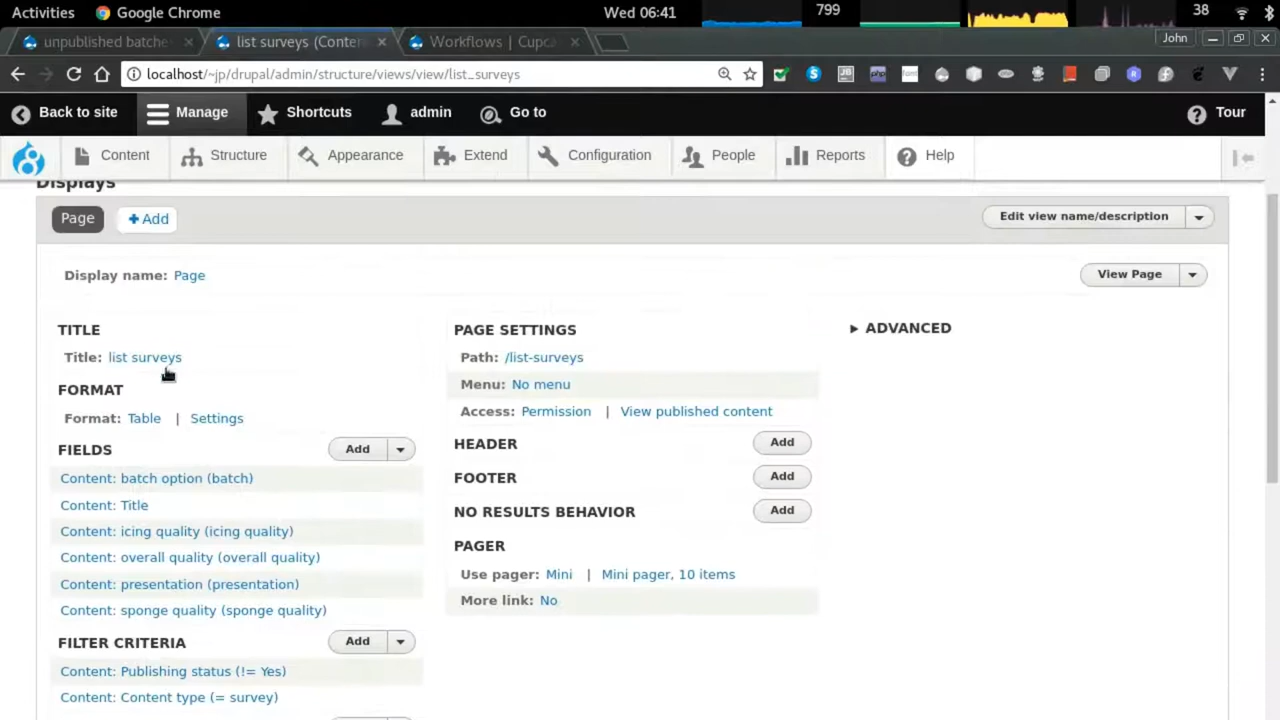 Activities Google Chrome Wed 06:41 799 38
unpublished batche list surveys (Conten Workflows | Cupca John
localhost/~jp/drupal/admin/structure/views/view/list_surveys
Back to site Manage Shortcuts admin Go to Tour
Content Structure Appearance Extend Configuration People Reports Help
Displays
Page + Add Edit view name/description
Display name: Page View Page
TITLE
Title: list surveys
FORMAT
Format: Table | Settings
FIELDS Add
Content: batch option (batch)
Content: Title
Content: icing quality (icing quality)
Content: overall quality (overall quality)
Content: presentation (presentation)
Content: sponge quality (sponge quality)
FILTER CRITERIA Add
Content: Publishing status (!= Yes)
Content: Content type (= survey)
PAGE SETTINGS
Path: /list-surveys
Menu: No menu
Access: Permission | View published content
HEADER Add
FOOTER Add
NO RESULTS BEHAVIOR Add
PAGER
Use pager: Mini | Mini pager, 10 items
More link: No
ADVANCED